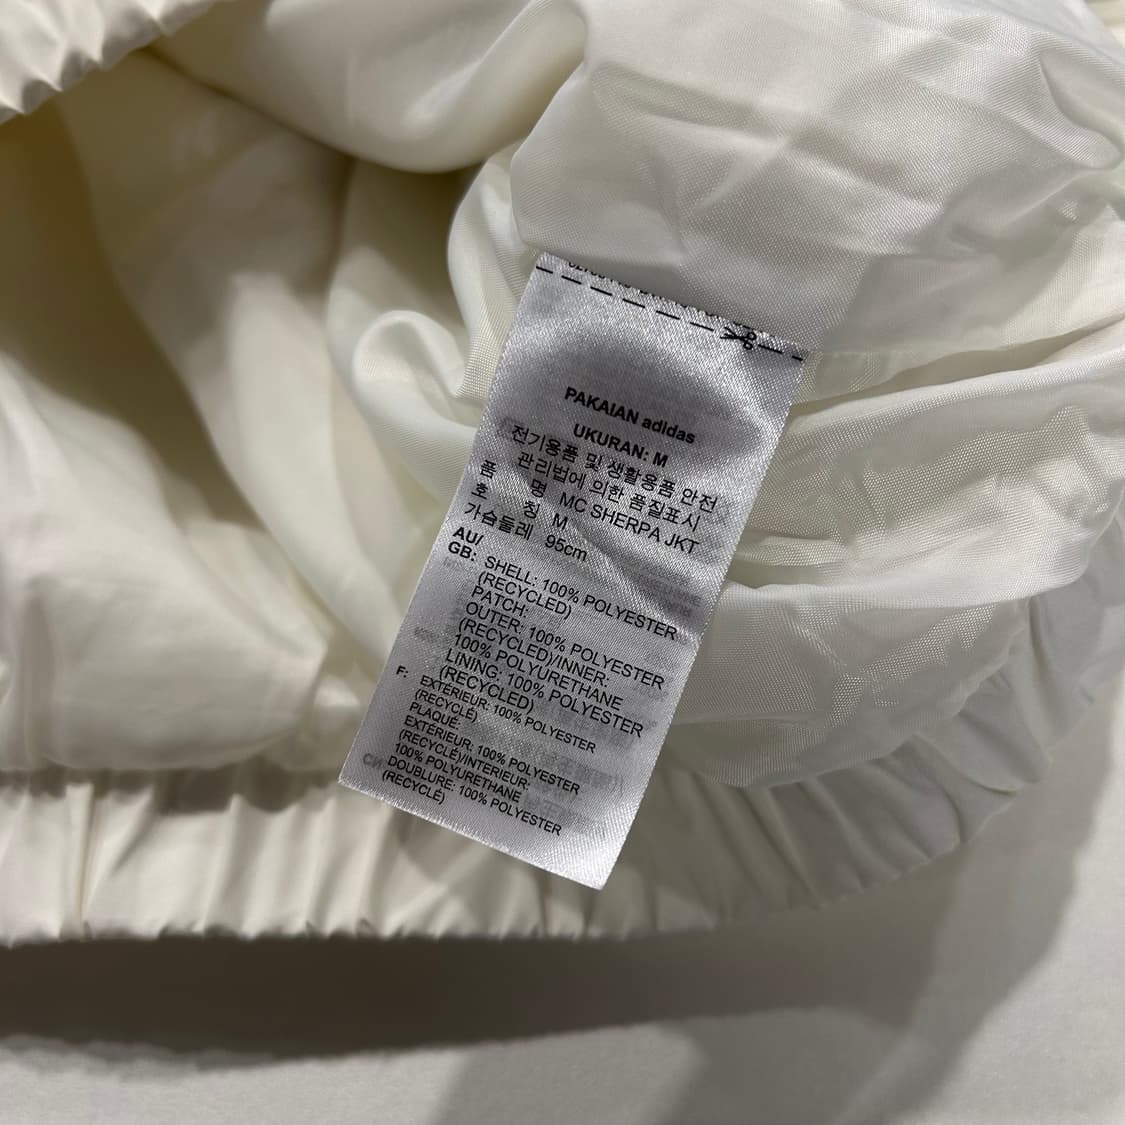 PAKAIAN adidas
UKURAN: M
전기용품 및 생활용품 안전
관리법에 의한 품질표시
품 명 MC SHERPA JKT
호 칭 M
가슴둘레 95cm
AU/
GB: SHELL: 100% POLYESTER
(RECYCLED)
PATCH:
OUTER: 100% POLYESTER
(RECYCLED)/INNER:
100% POLYURETHANE
LINING: 100% POLYESTER
(RECYCLED)
F: EXTÉRIEUR: 100% POLYESTER
(RECYCLÉ)
PLAQUÉ:
EXTÉRIEUR: 100% POLYESTER
(RECYCLÉ)/INTERIEUR:
100% POLYURETHANE
DOUBLURE: 100% POLYESTER
(RECYCLÉ)